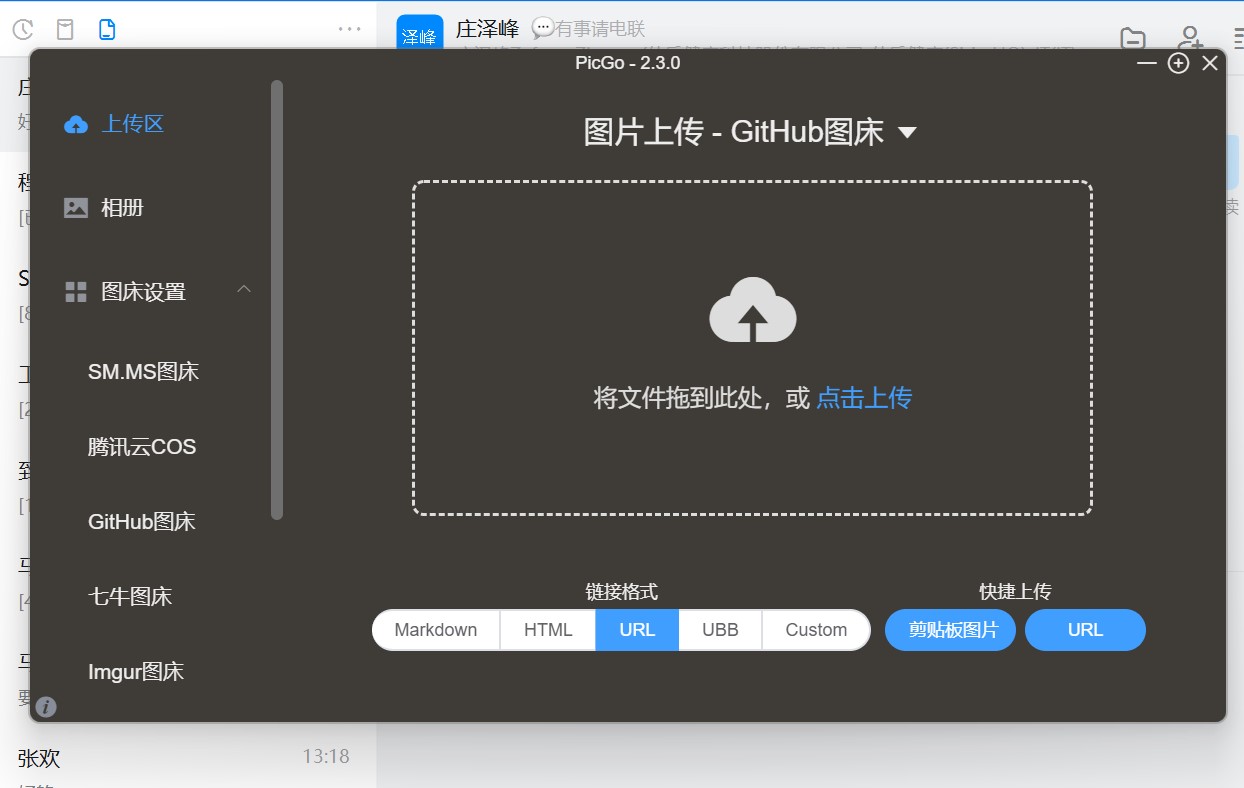 泽峰
庄泽峰
有事请电联
PicGo - 2.3.0
上传区
相册
图床设置
SM.MS图床
腾讯云COS
GitHub图床
七牛图床
Imgur图床
图片上传 - GitHub图床
将文件拖到此处，或 点击上传
链接格式
快捷上传
Markdown
HTML
URL
UBB
Custom
剪贴板图片
URL
张欢
13:18